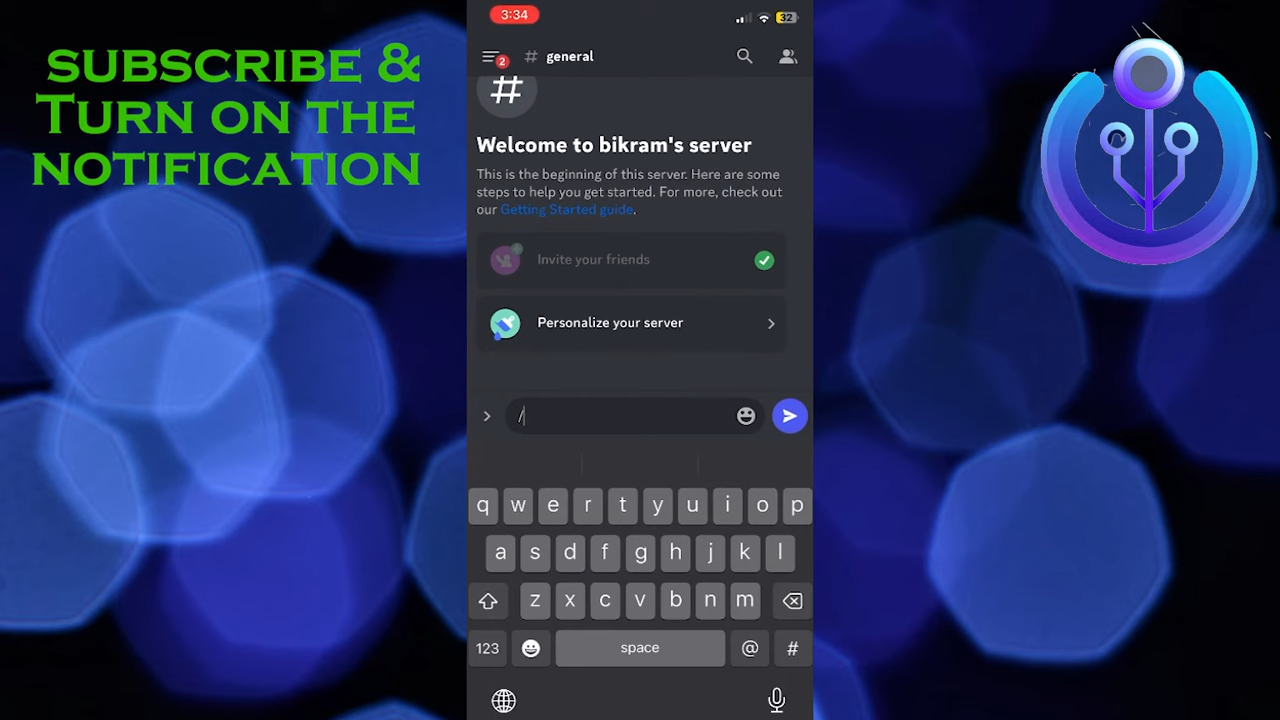 SUBSCRIBE &
TURN ON THE
NOTIFICATION
3:34
32
2
# general
#
Welcome to bikram's server
This is the beginning of this server. Here are some
steps to help you get started. For more, check out
our Getting Started guide.
Invite your friends
Personalize your server
/
q w e r t y u i o p
a s d f g h j k l
z x c v b n m
123 space @ #